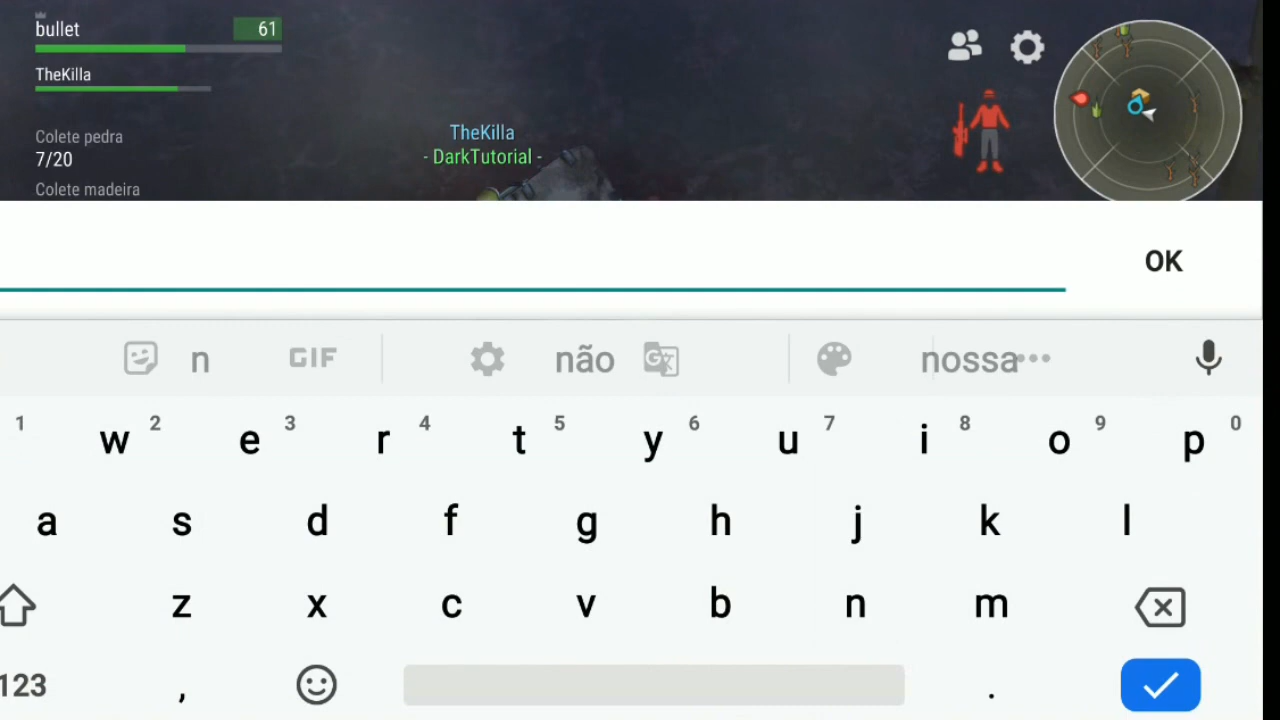 bullet 61
TheKilla
Colete pedra
7/20
Colete madeira
TheKilla
- DarkTutorial -
OK
n GIF não nossa
1 2 3 4 5 6 7 8 9 0
w e r t y u i o p
a s d f g h j k l
z x c v b n m
123 , .